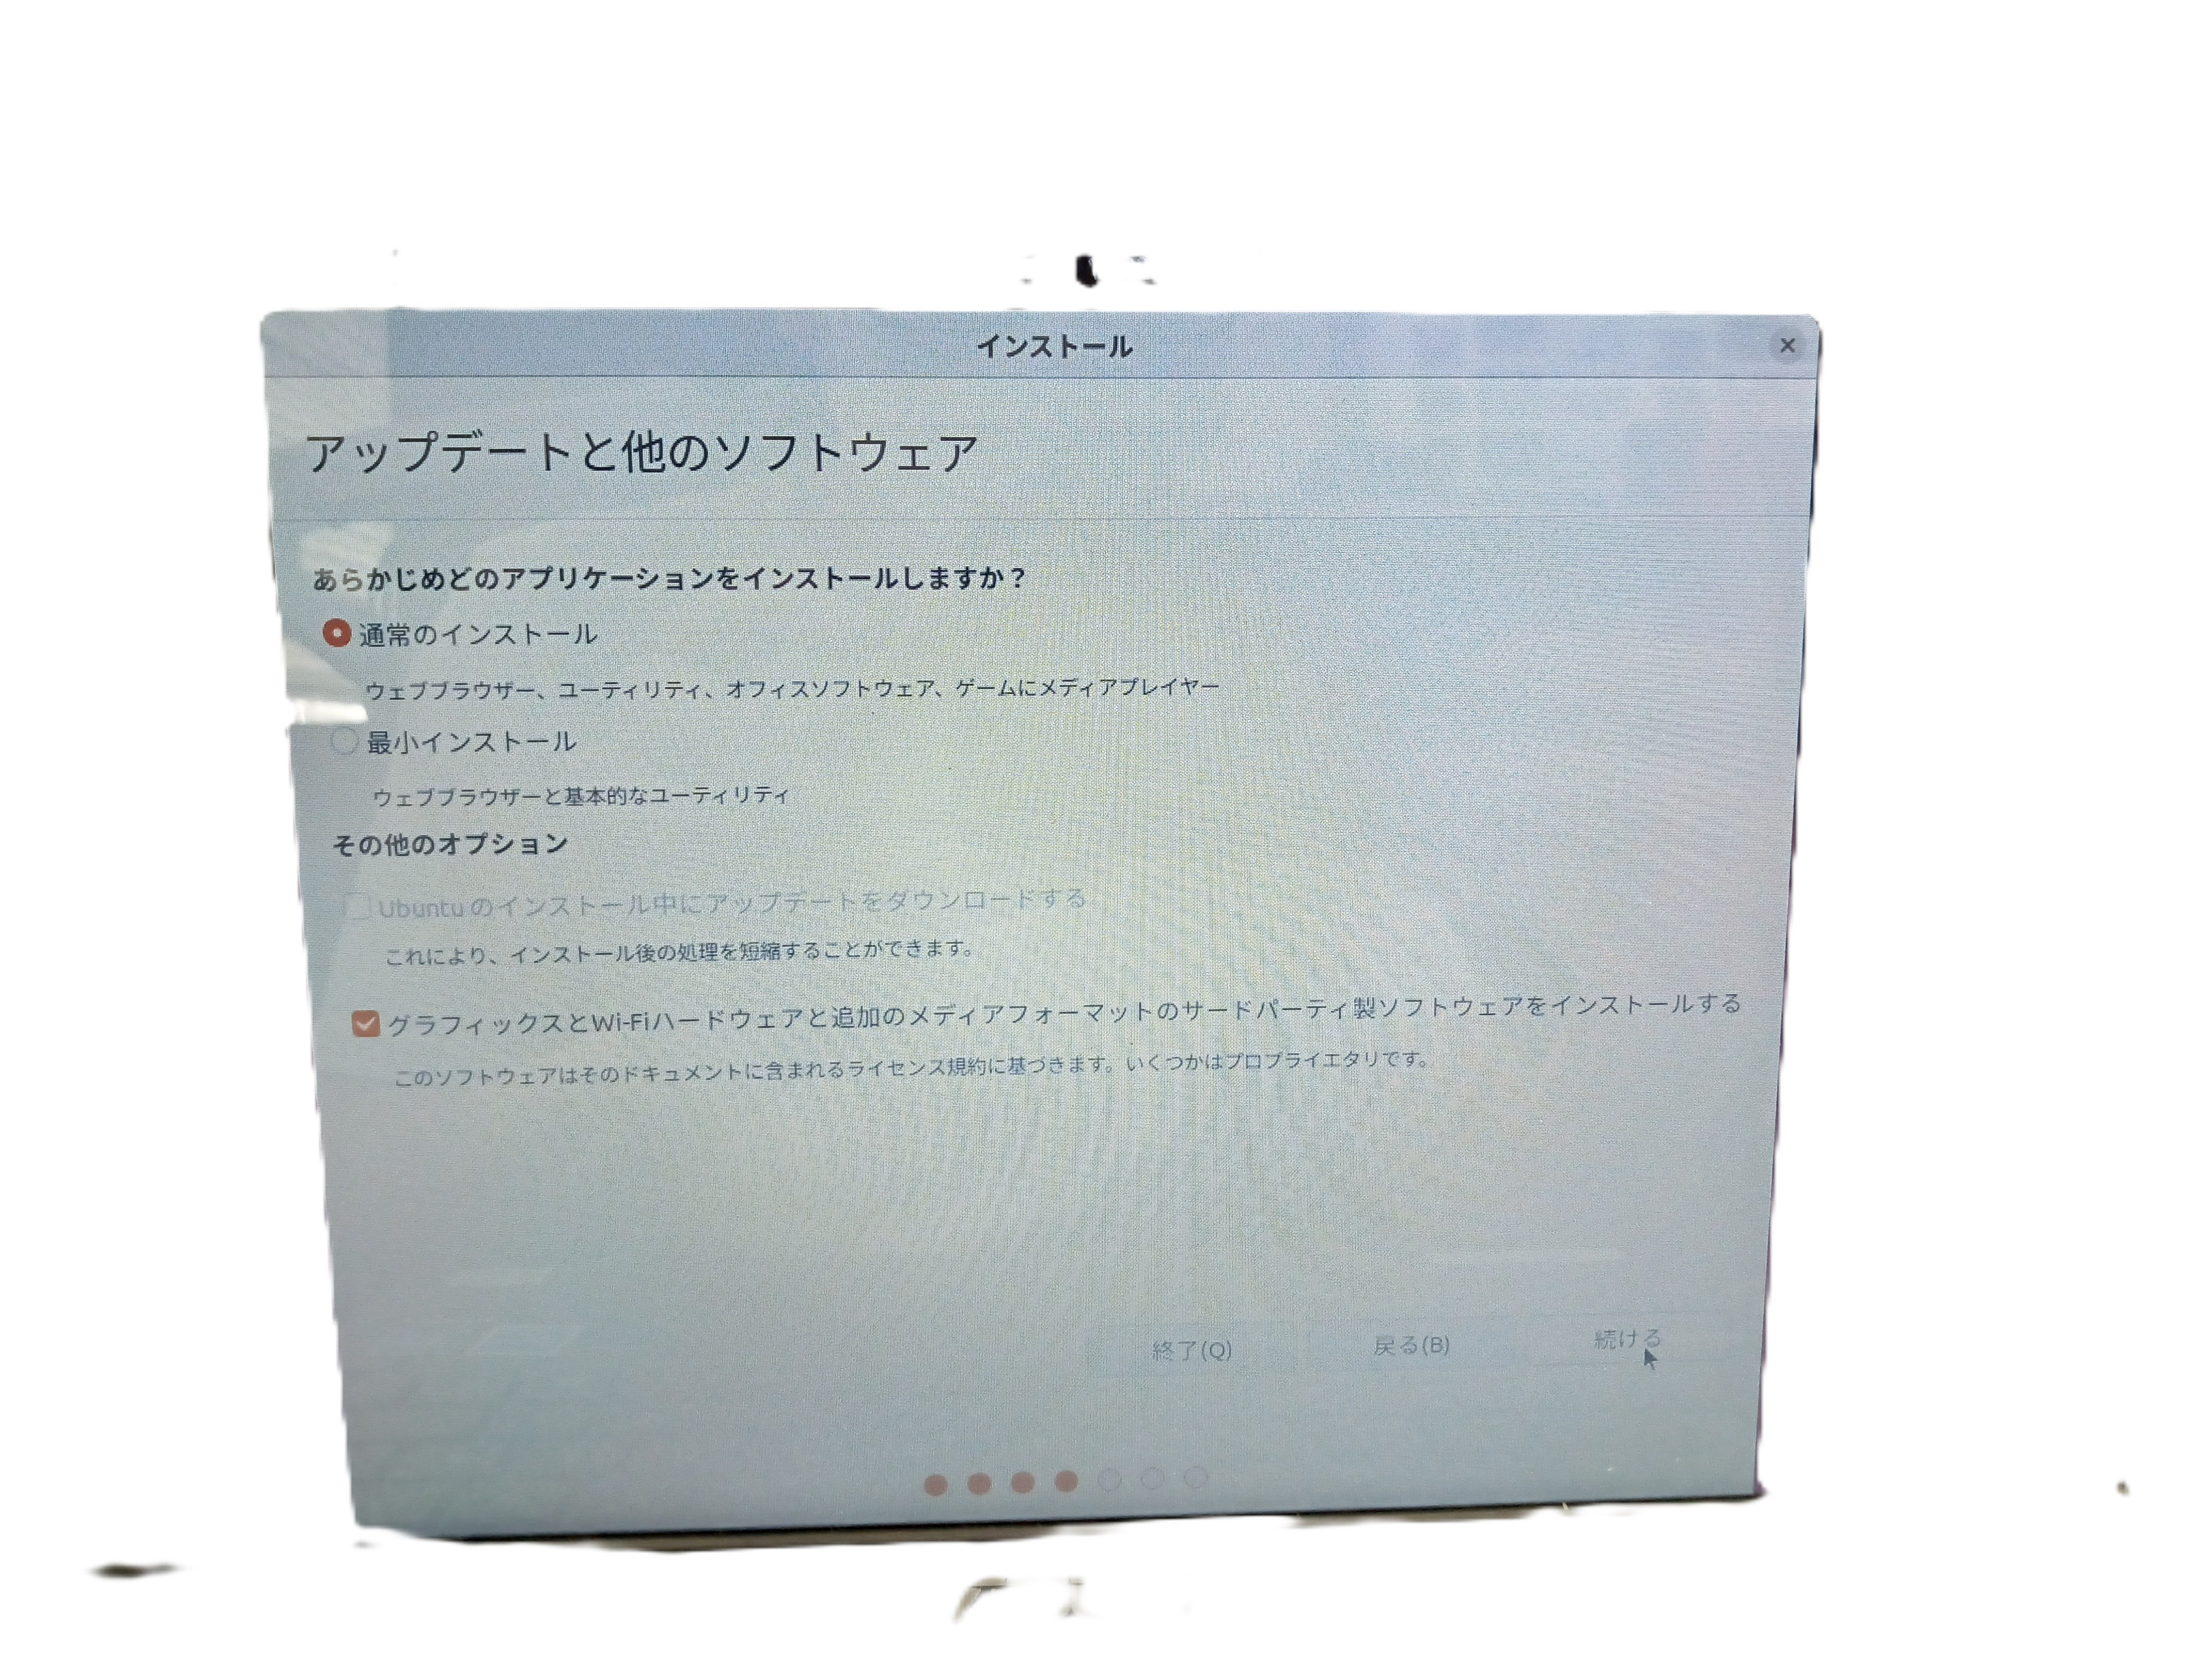 インストール
アップデートと他のソフトウェア
あらかじめどのアプリケーションをインストールしますか？
通常のインストール
ウェブブラウザー、ユーティリティ、オフィスソフトウェア、ゲームにメディアプレイヤー
最小インストール
ウェブブラウザーと基本的なユーティリティ
その他のオプション
Ubuntu のインストール中にアップデートをダウンロードする
これにより、インストール後の処理を短縮することができます。
グラフィックスとWi-Fiハードウェアと追加のメディアフォーマットのサードパーティ製ソフトウェアをインストールする
このソフトウェアはそのドキュメントに含まれるライセンス規約に基づきます。いくつかはプロプライエタリです。
終了(Q) 戻る(B) 続ける